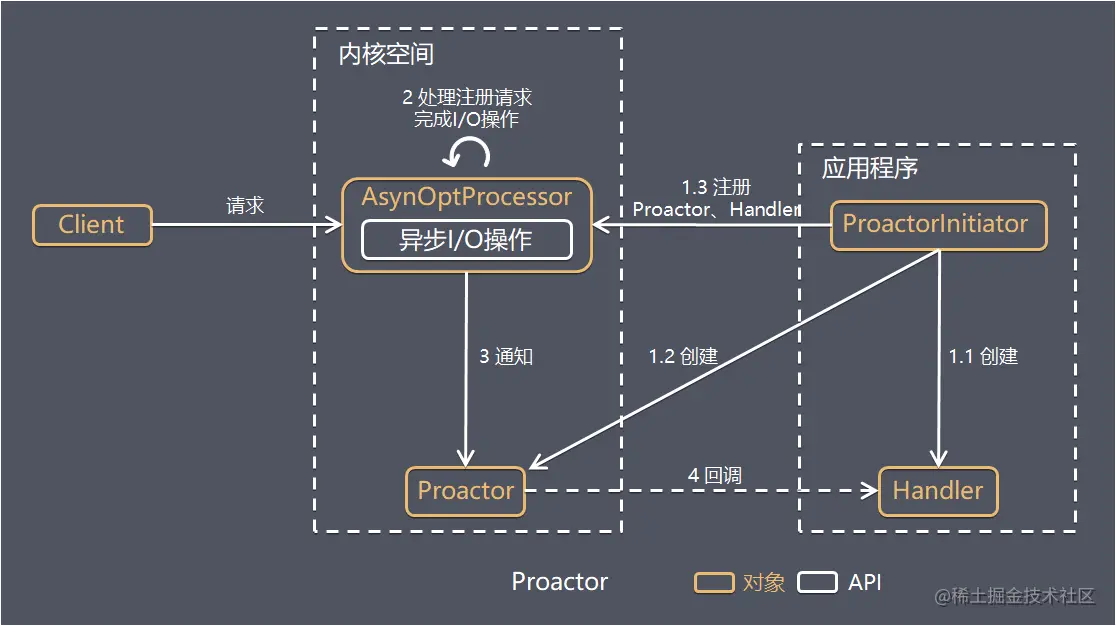 内核空间
2 处理注册请求
完成I/O操作
应用程序
Client
请求
AsynOptProcessor
异步I/O操作
1.3 注册
Proactor、Handler
ProactorInitiator
3 通知
1.2 创建
1.1 创建
Proactor
4 回调
Handler
Proactor
对象
API
@稀土掘金技术社区